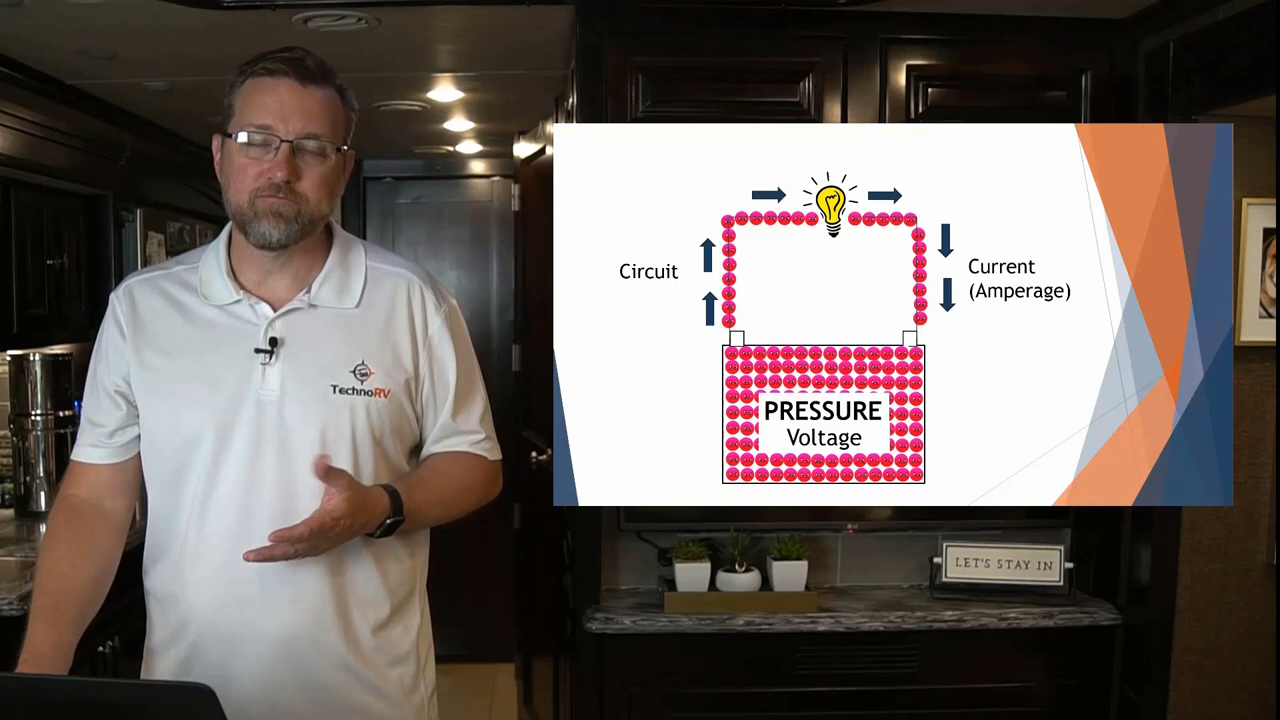 TechnoRV
Circuit
Current
(Amperage)
PRESSURE
Voltage
LET'S STAY IN